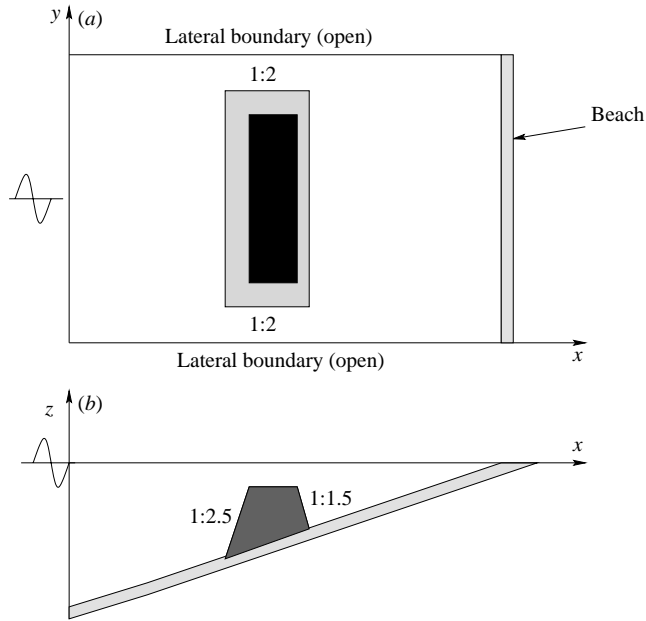 y (a)
Lateral boundary (open)
1:2
Beach
1:2
x
Lateral boundary (open)
z (b)
x
1:1.5
1:2.5